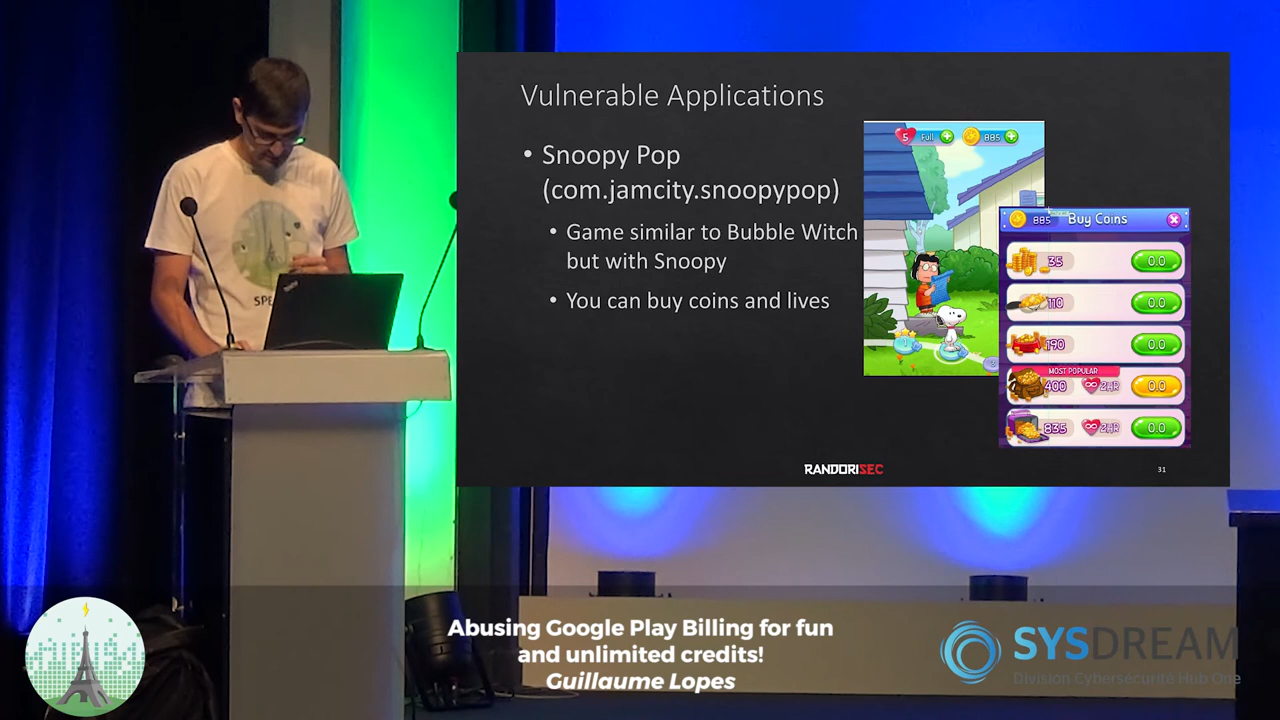 Vulnerable Applications
• Snoopy Pop
(com.jamcity.snoopypop)
• Game similar to Bubble Witch
but with Snoopy
• You can buy coins and lives
5 Full 885
885 Buy Coins
35 0.0
110 0.0
190 0.0
MOST POPULAR
400 2HR 0.0
835 2HR 0.0
RANDORISEC
31
Abusing Google Play Billing for fun
and unlimited credits!
Guillaume Lopes
SYSDREAM
Division Cybersécurité Hub One